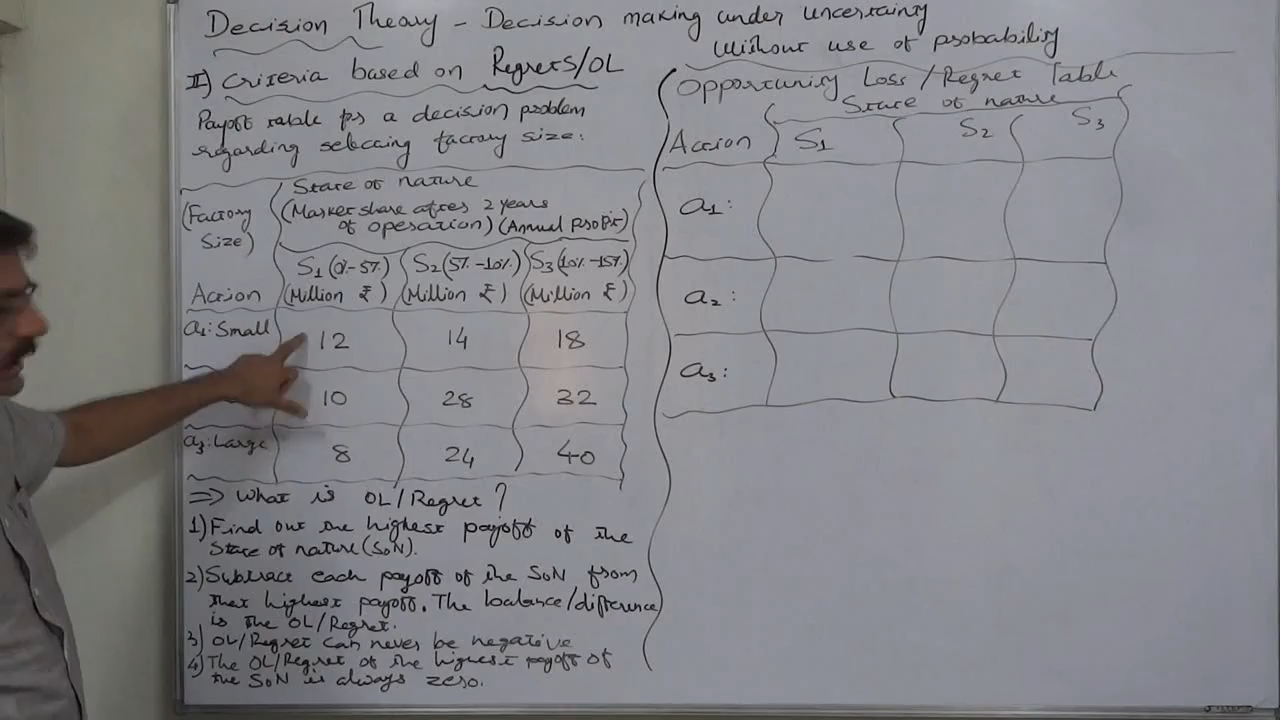 Decision Theory - Decision making under uncertainty
Without use of probability
II) Criteria based on Regrets/OL
Payoff table for a decision problem
regarding selecting factory size:
State of nature
(Factory Size)
(Market share after 2 years
of operation) (Annual profit)
S1 (0%-5%) S2 (5%-10%) S3 (10%-15%)
Action (Million ₹) (Million ₹) (Million ₹)
a1: Small 12 14 18
10 28 32
a3: Large 8 24 40
⇒ What is OL/Regret?
1) Find out the highest payoff of the
State of nature (SoN).
2) Subtract each payoff of the SoN from
that highest payoff. The balance/difference
is the OL/Regret.
3) OL/Regret can never be negative
4) The OL/Regret of the highest payoff of
the SoN is always zero.
Opportunity Loss/Regret Table
State of nature
Action S1 S2 S3
a1:
a2:
a3: